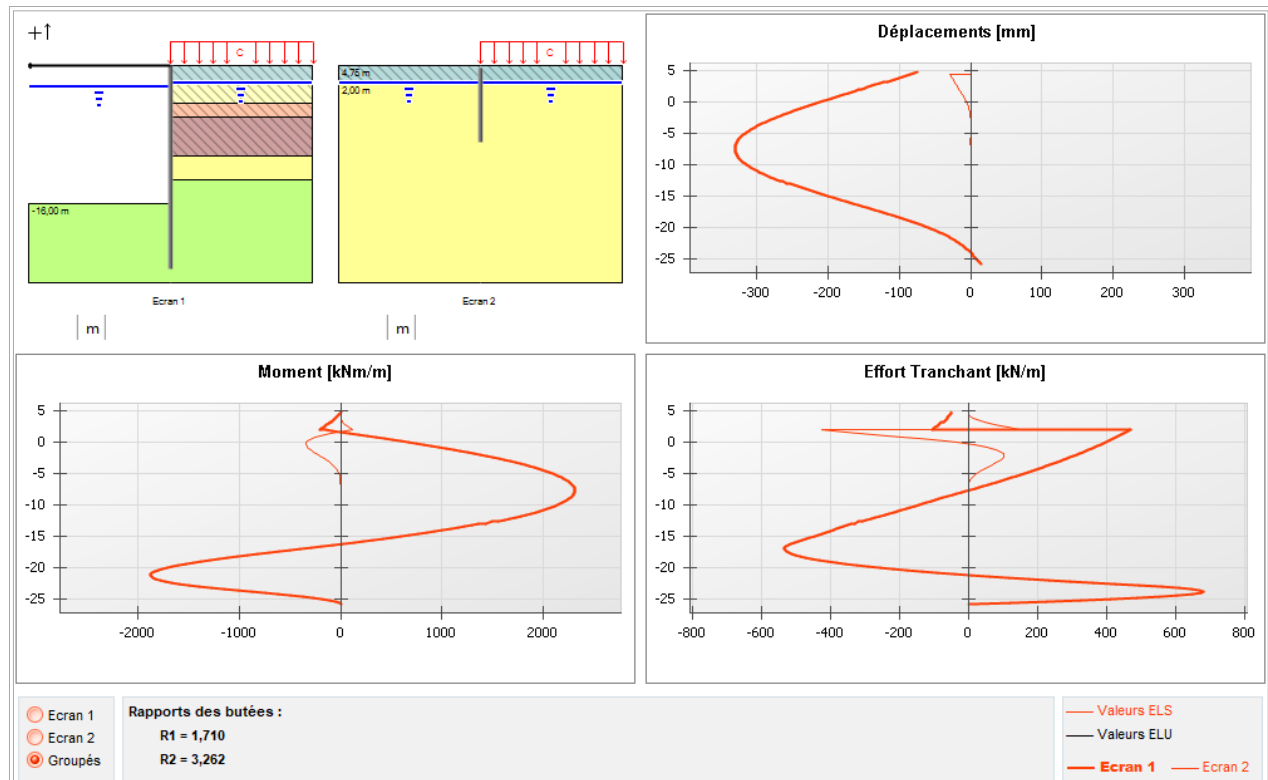 +↑
C
C
4,75 m
2,00 m
-16,00 m
Ecran 1
Ecran 2
m
m
Déplacements [mm]
5
0
-5
-10
-15
-20
-25
-300 -200 -100 0 100 200 300
Moment [kNm/m]
5
0
-5
-10
-15
-20
-25
-2000 -1000 0 1000 2000
Effort Tranchant [kN/m]
5
0
-5
-10
-15
-20
-25
-800 -600 -400 -200 0 200 400 600 800
Ecran 1
Ecran 2
Groupés
Rapports des butées :
R1 = 1,710
R2 = 3,262
Valeurs ELS
Valeurs ELU
Ecran 1 Ecran 2